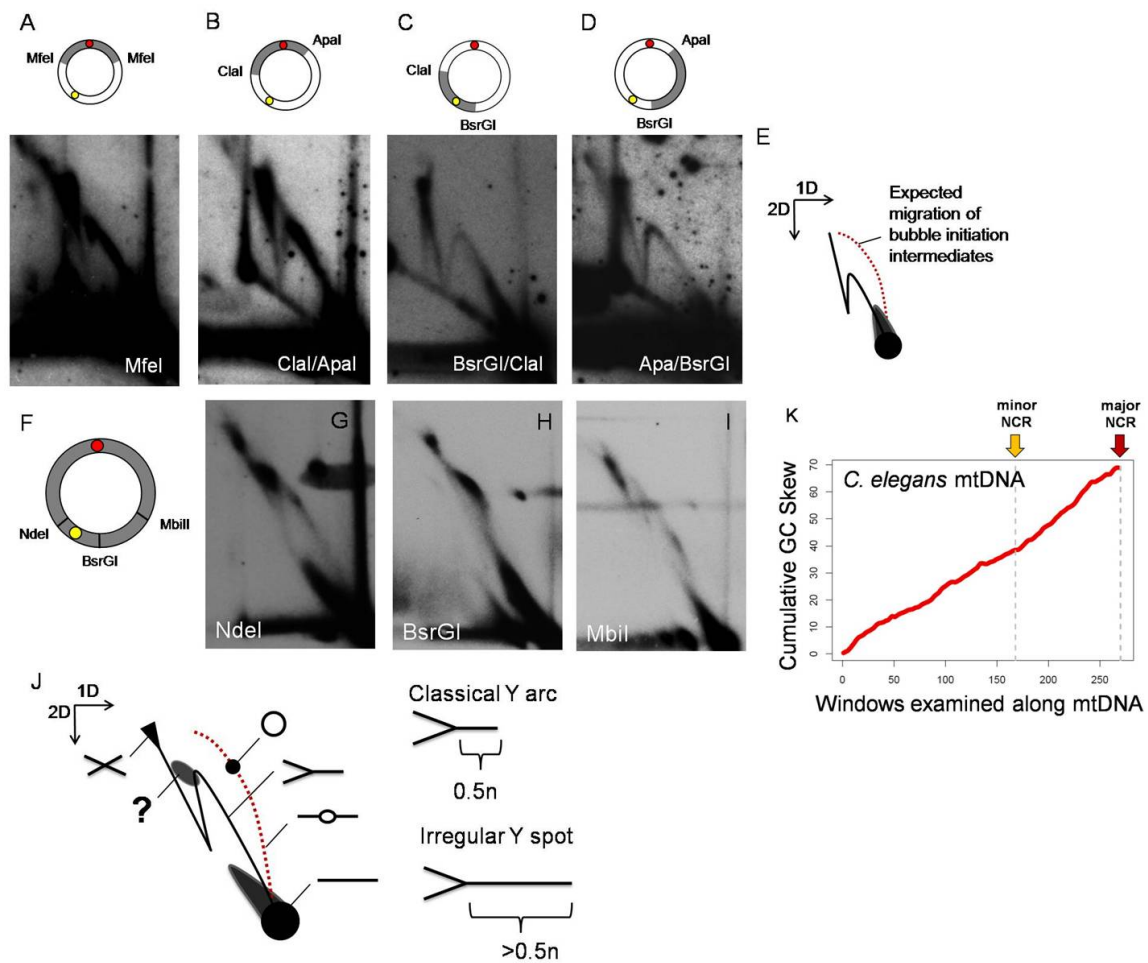 A
MfeI
MfeI
MfeI
B
ApaI
ClaI
ClaI/ApaI
C
ClaI
BsrGI
BsrGI/ClaI
D
ApaI
BsrGI
Apa/BsrGI
E
1D
2D
Expected
migration of
bubble initiation
intermediates
F
NdeI
MbiII
BsrGI
G
NdeI
H
BsrGI
I
MbiI
K
minor
NCR
major
NCR
C. elegans mtDNA
Cumulative GC Skew
70
60
50
40
30
20
10
0
0
50
100
150
200
250
Windows examined along mtDNA
J
1D
2D
?
Classical Y arc
0.5n
Irregular Y spot
>0.5n